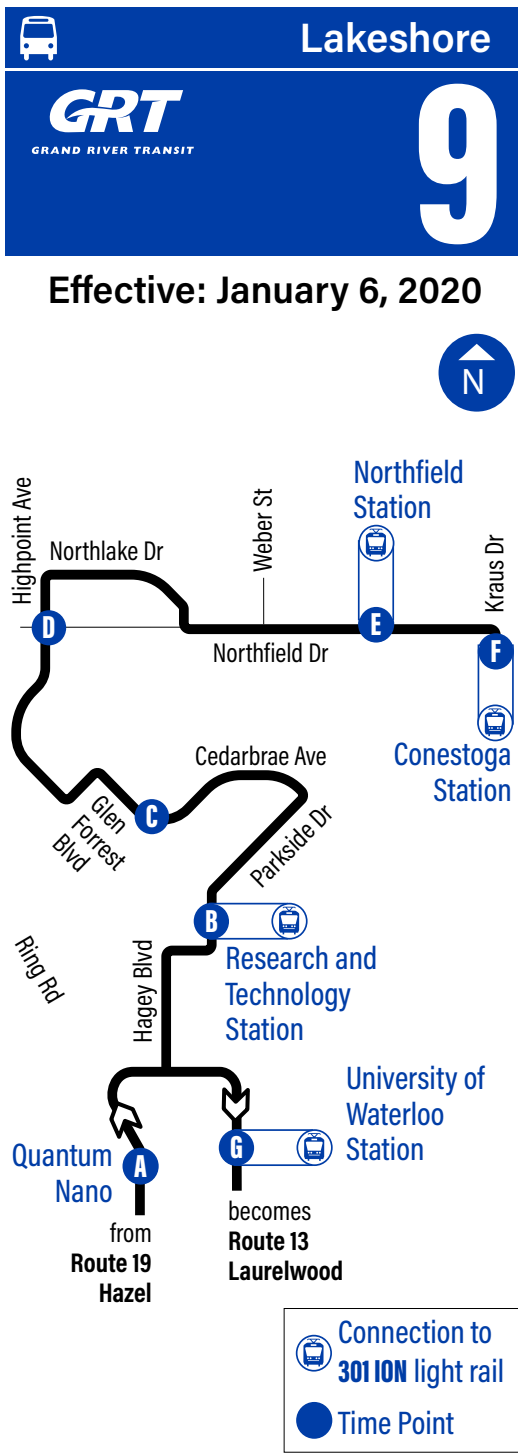 Lakeshore
GRT
GRAND RIVER TRANSIT
9
Effective: January 6, 2020
N
Northfield
Station
Highpoint Ave
Northlake Dr
Weber St
Kraus Dr
D
E
F
Northfield Dr
Conestoga
Station
Cedarbrae Ave
C
Glen
Forrest
Blvd
Parkside Dr
B
Research and
Technology
Station
Ring Rd
Hagey Blvd
University of
Waterloo
Station
G
Quantum
Nano
A
from
Route 19
Hazel
becomes
Route 13
Laurelwood
Connection to
301 ION light rail
Time Point